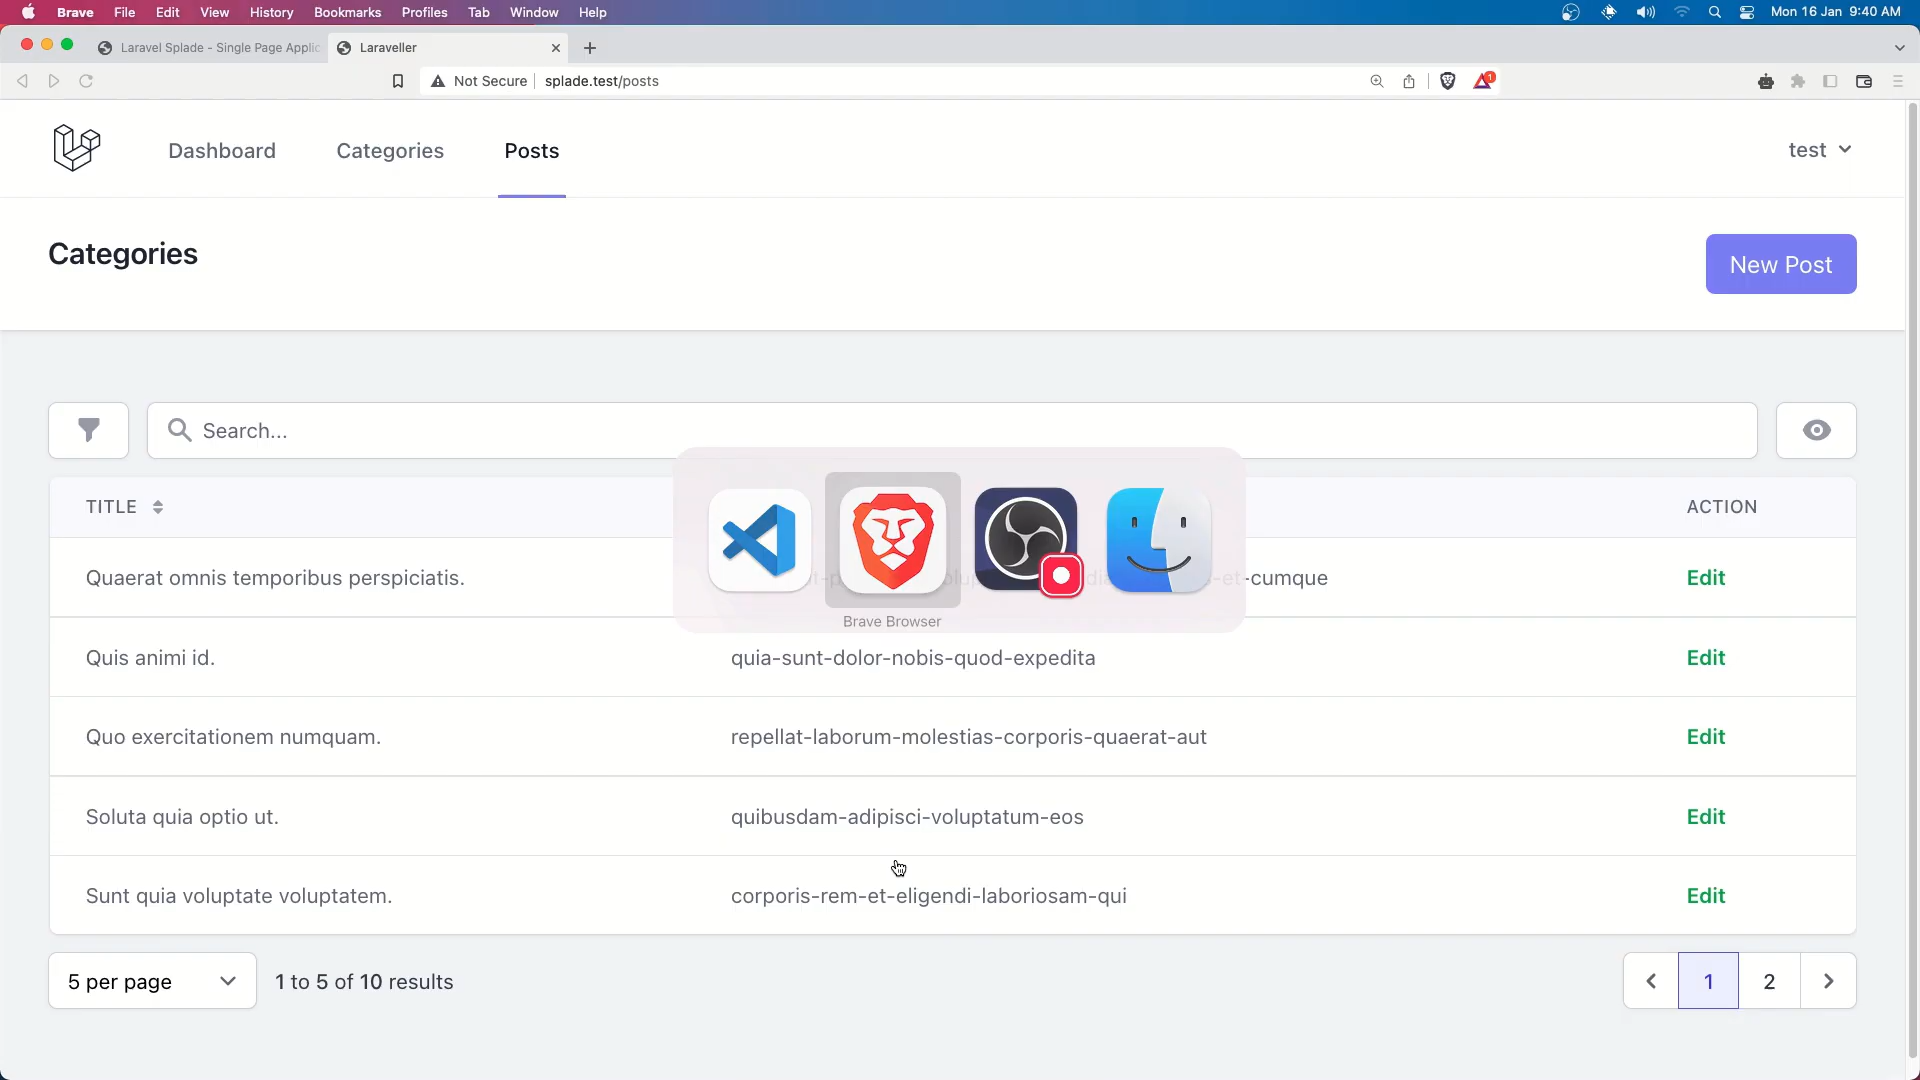 Brave File Edit View History Bookmarks Profiles Tab Window Help Mon 16 Jan 9:40 AM
Laravel Splade - Single Page Applic
Laraveller
Not Secure splade.test/posts
1
Dashboard Categories Posts test
Categories
New Post
Search...
TITLE ACTION
Quaerat omnis temporibus perspiciatis. -et-cumque Edit
Brave Browser
Quis animi id. quia-sunt-dolor-nobis-quod-expedita Edit
Quo exercitationem numquam. repellat-laborum-molestias-corporis-quaerat-aut Edit
Soluta quia optio ut. quibusdam-adipisci-voluptatum-eos Edit
Sunt quia voluptate voluptatem. corporis-rem-et-eligendi-laboriosam-qui Edit
5 per page 1 to 5 of 10 results 1 2